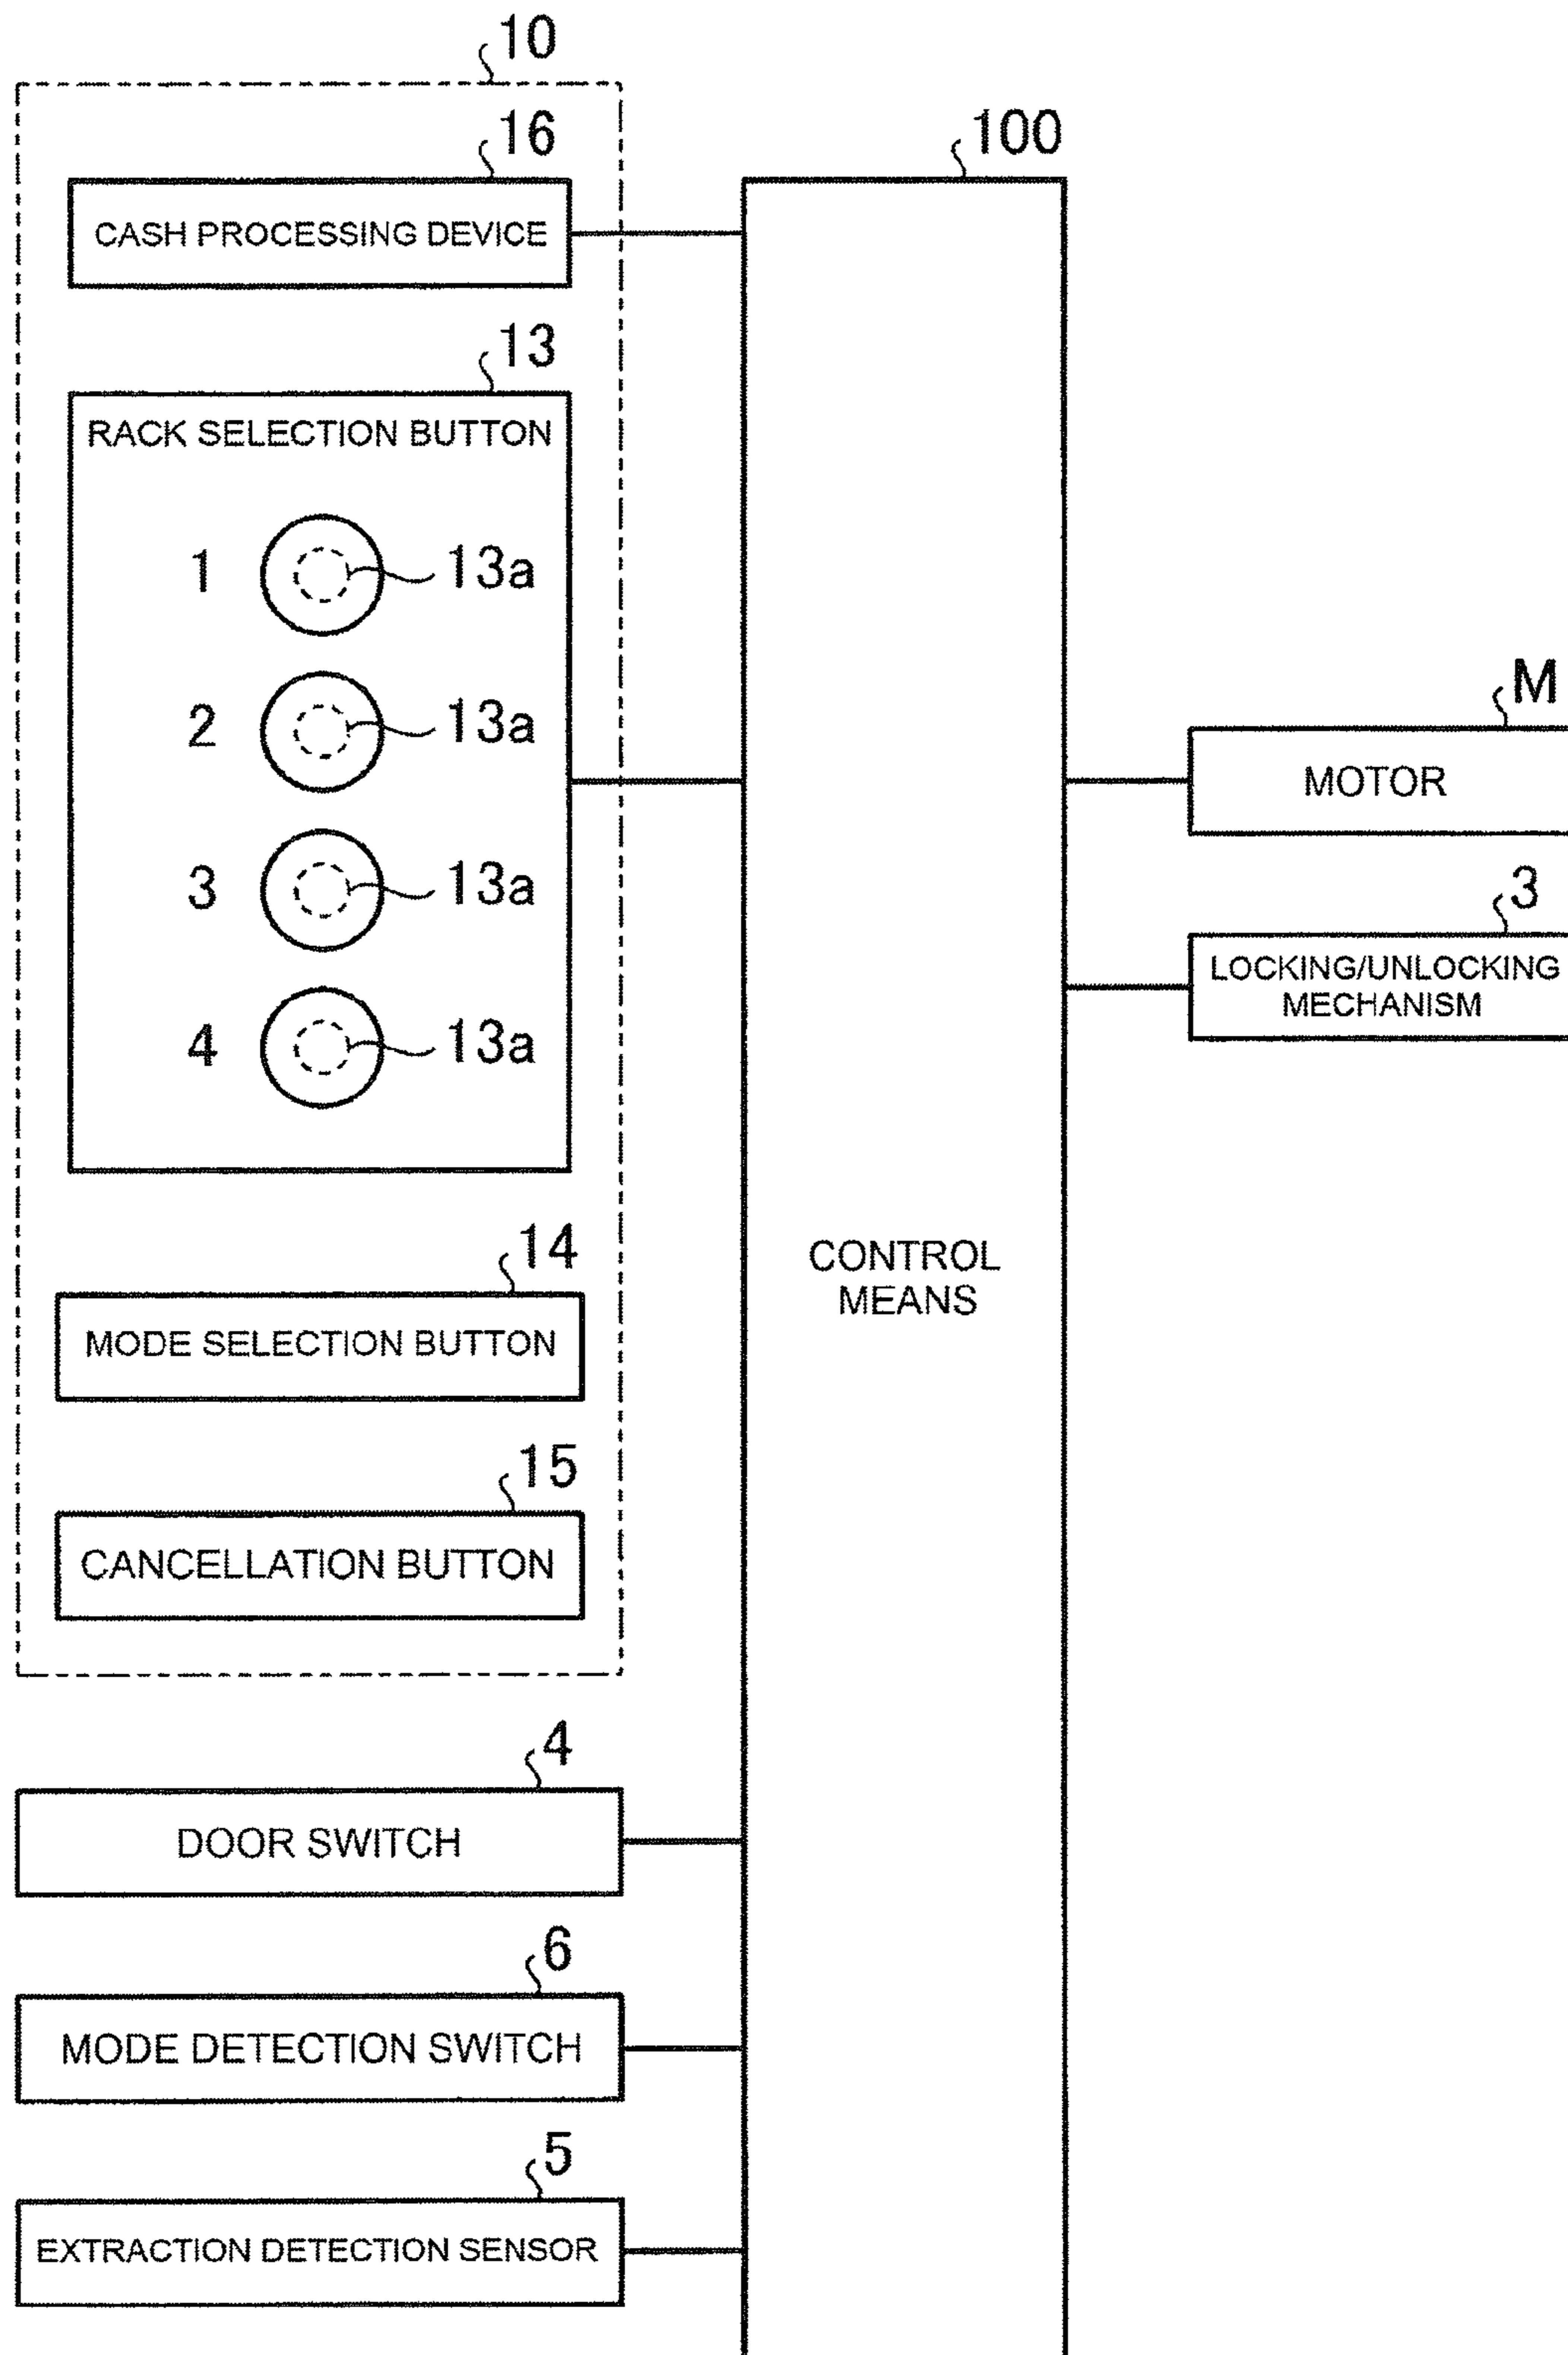 10
16
CASH PROCESSING DEVICE
13
RACK SELECTION BUTTON
1 13a
2 13a
3 13a
4 13a
14
MODE SELECTION BUTTON
15
CANCELLATION BUTTON
4
DOOR SWITCH
6
MODE DETECTION SWITCH
5
EXTRACTION DETECTION SENSOR
100
CONTROL
MEANS
M
MOTOR
3
LOCKING/UNLOCKING
MECHANISM